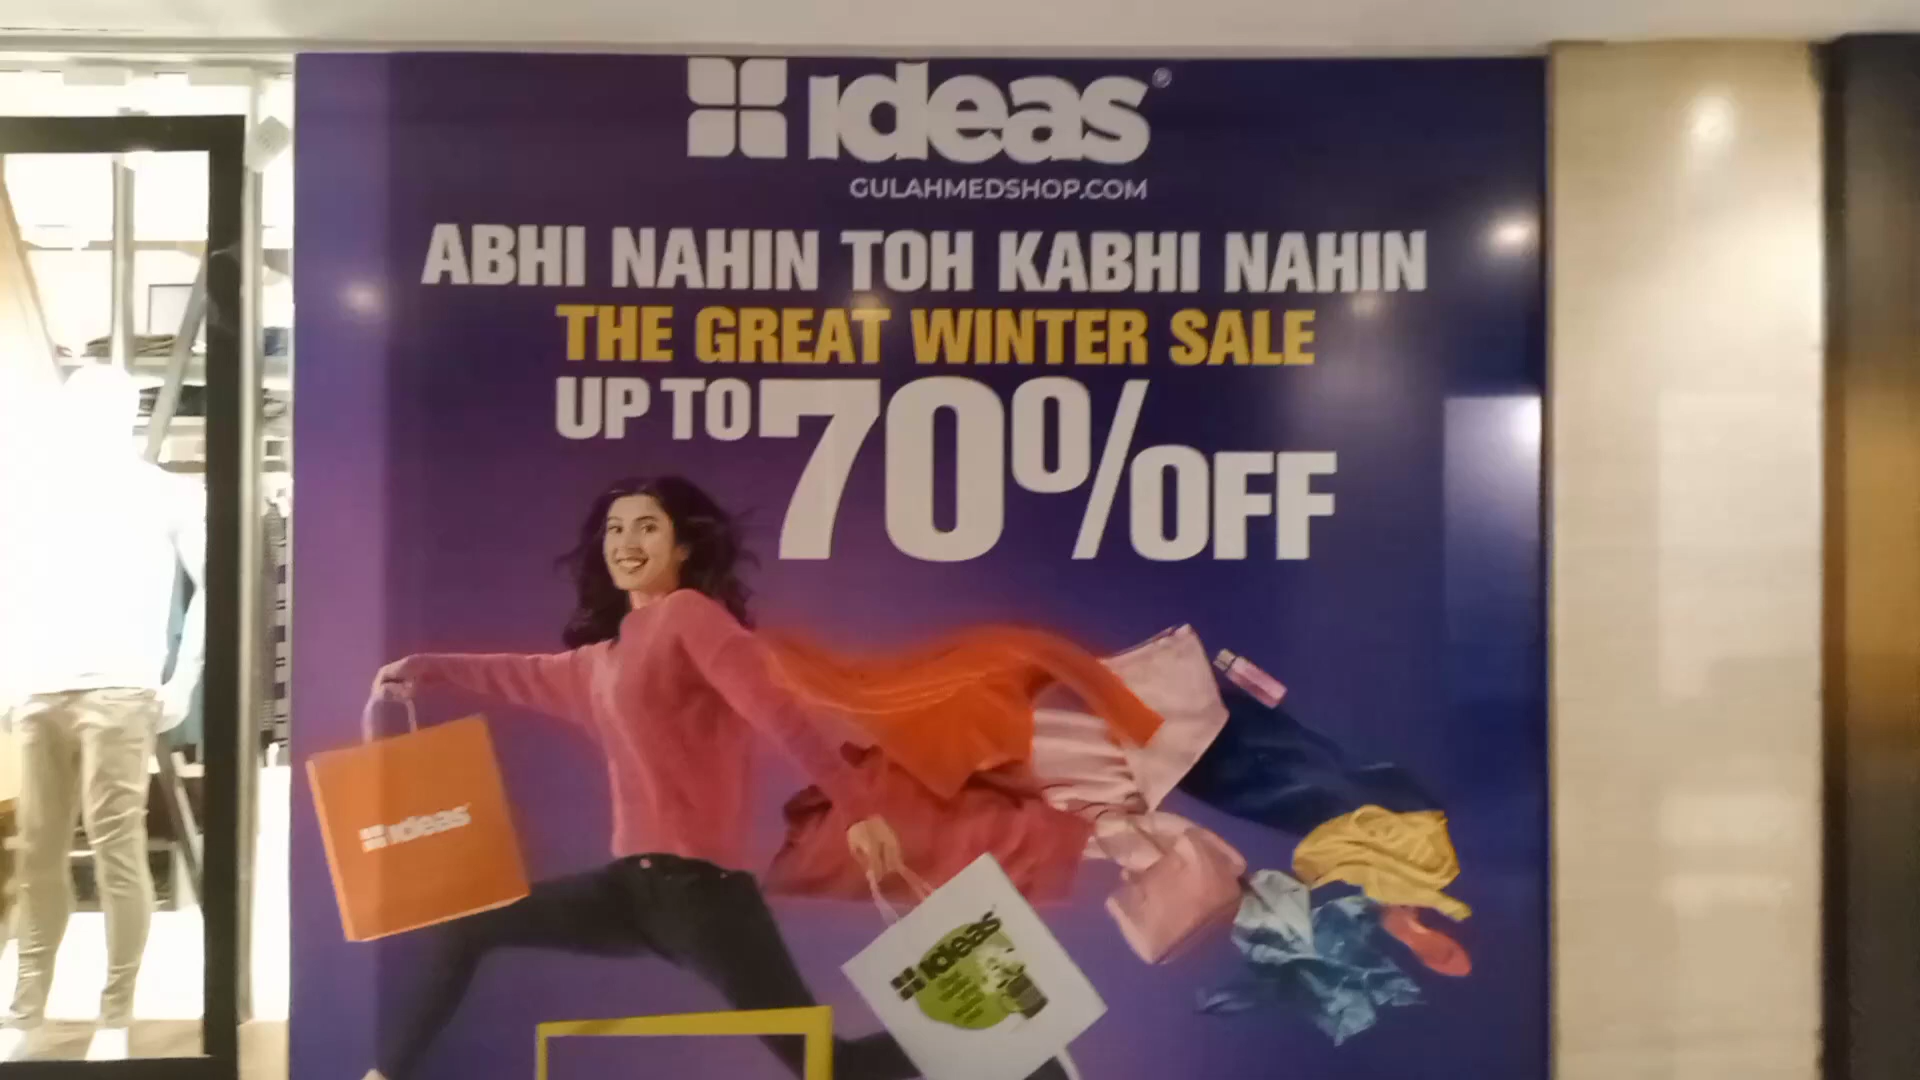 ideas®
GULAHMEDSHOP.COM
ABHI NAHIN TOH KABHI NAHIN
THE GREAT WINTER SALE
UP TO 70% OFF
ideas
ideas